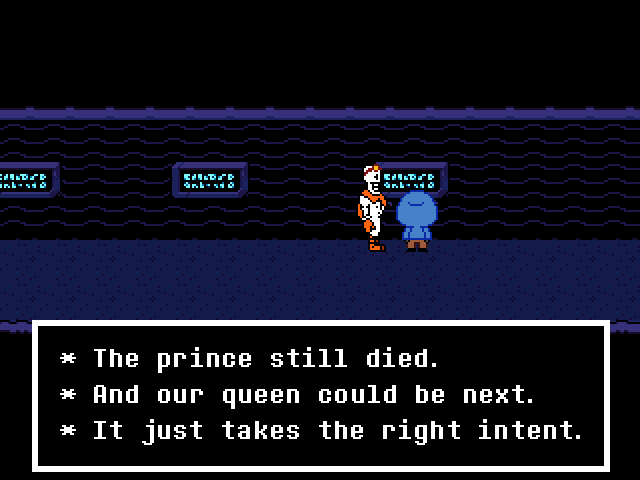 * The prince still died.
* And our queen could be next.
* It just takes the right intent.